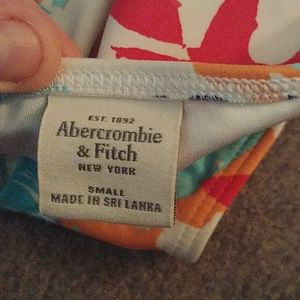 EST. 1892
Abercrombie
& Fitch
NEW YORK
SMALL
MADE IN SRI LANKA